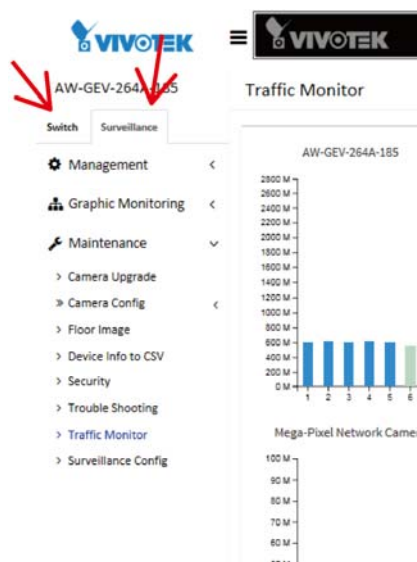 VIVOTEK
VIVOTEK
AW-GEV-264A-185
Traffic Monitor
Switch
Surveillance
Management
Graphic Monitoring
Maintenance
Camera Upgrade
Camera Config
Floor Image
Device Info to CSV
Security
Trouble Shooting
Traffic Monitor
Surveillance Config
AW-GEV-264A-185
2800 M
2600 M
2400 M
2200 M
2000 M
1800 M
1600 M
1400 M
1200 M
1000 M
800 M
600 M
400 M
200 M
0 M
1 2 3 4 5 6
Mega-Pixel Network Came
100 M
90 M
80 M
70 M
60 M